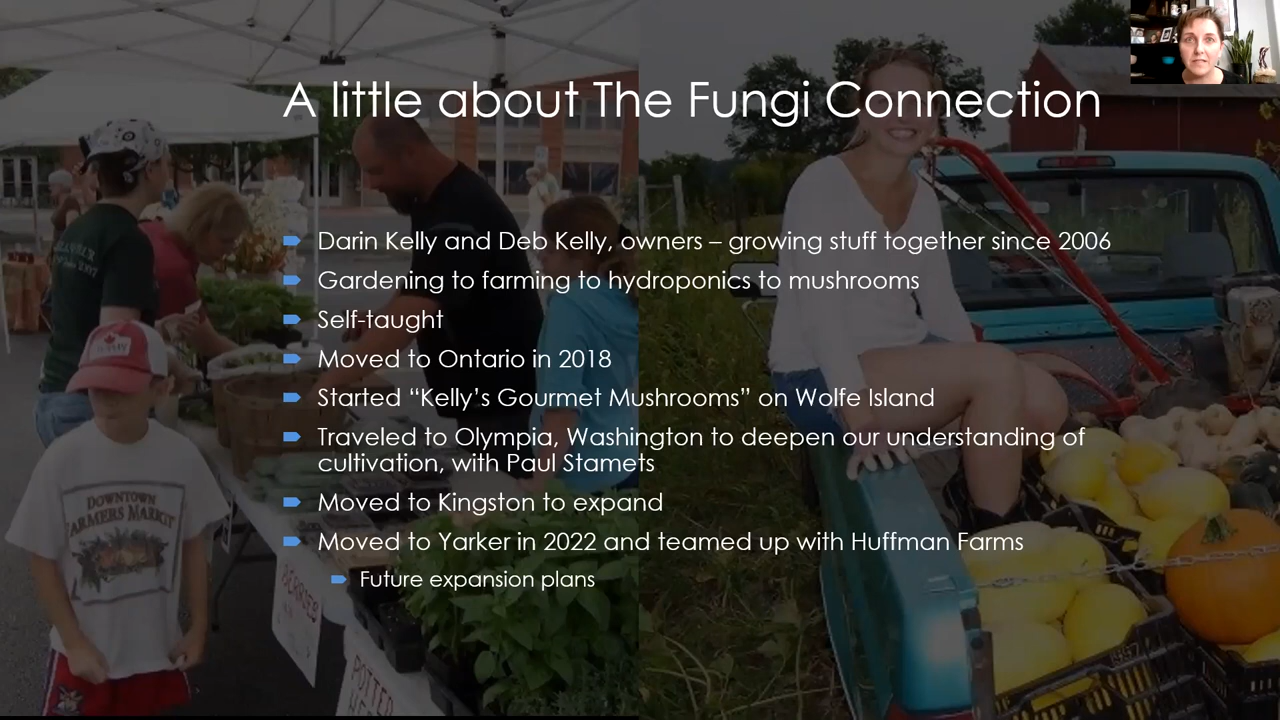 A little about The Fungi Connection
Darin Kelly and Deb Kelly, owners – growing stuff together since 2006
Gardening to farming to hydroponics to mushrooms
Self-taught
Moved to Ontario in 2018
Started “Kelly’s Gourmet Mushrooms” on Wolfe Island
Traveled to Olympia, Washington to deepen our understanding of
cultivation, with Paul Stamets
Moved to Kingston to expand
Moved to Yarker in 2022 and teamed up with Huffman Farms
Future expansion plans
DOWNTOWN
FARMERS MARKET
POTTED